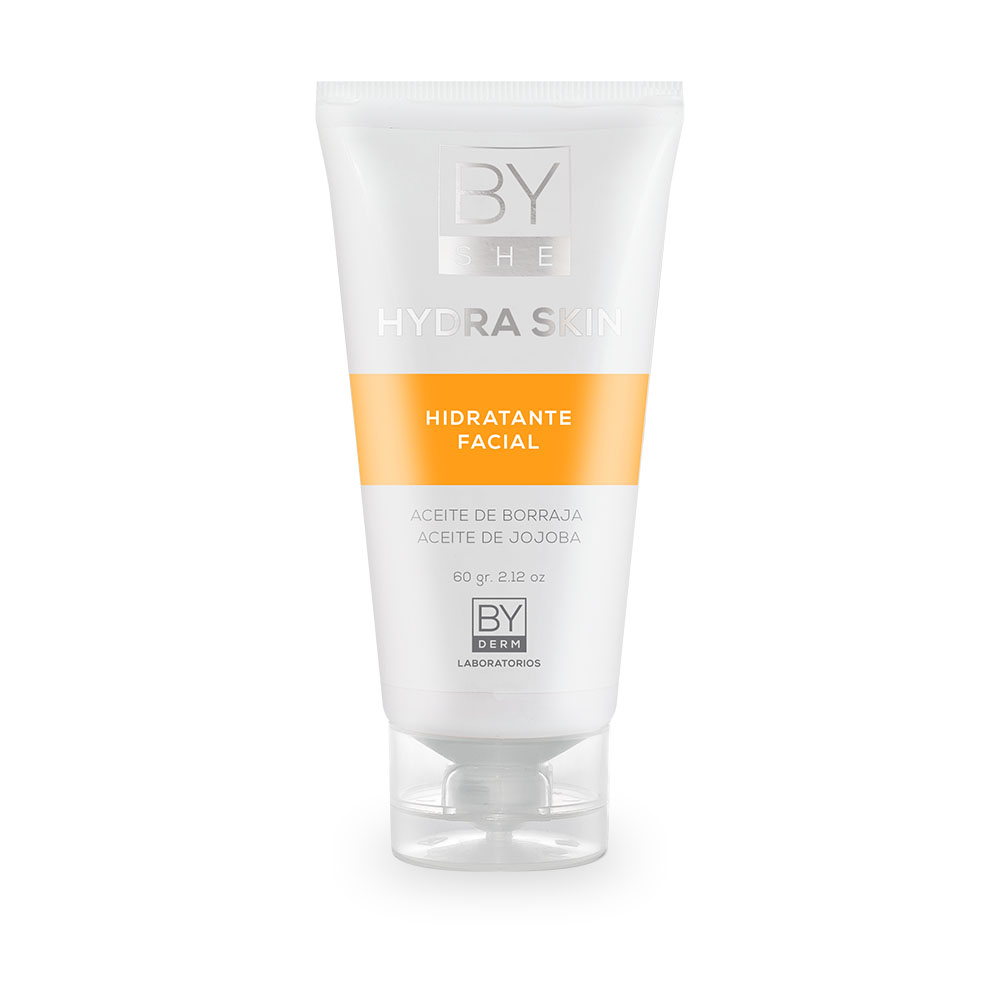 BY
SHE
HYDRA SKIN
HIDRATANTE
FACIAL
ACEITE DE BORRAJA
ACEITE DE JOJOBA
60 gr. 2.12 oz
BY
DERM
LABORATORIOS